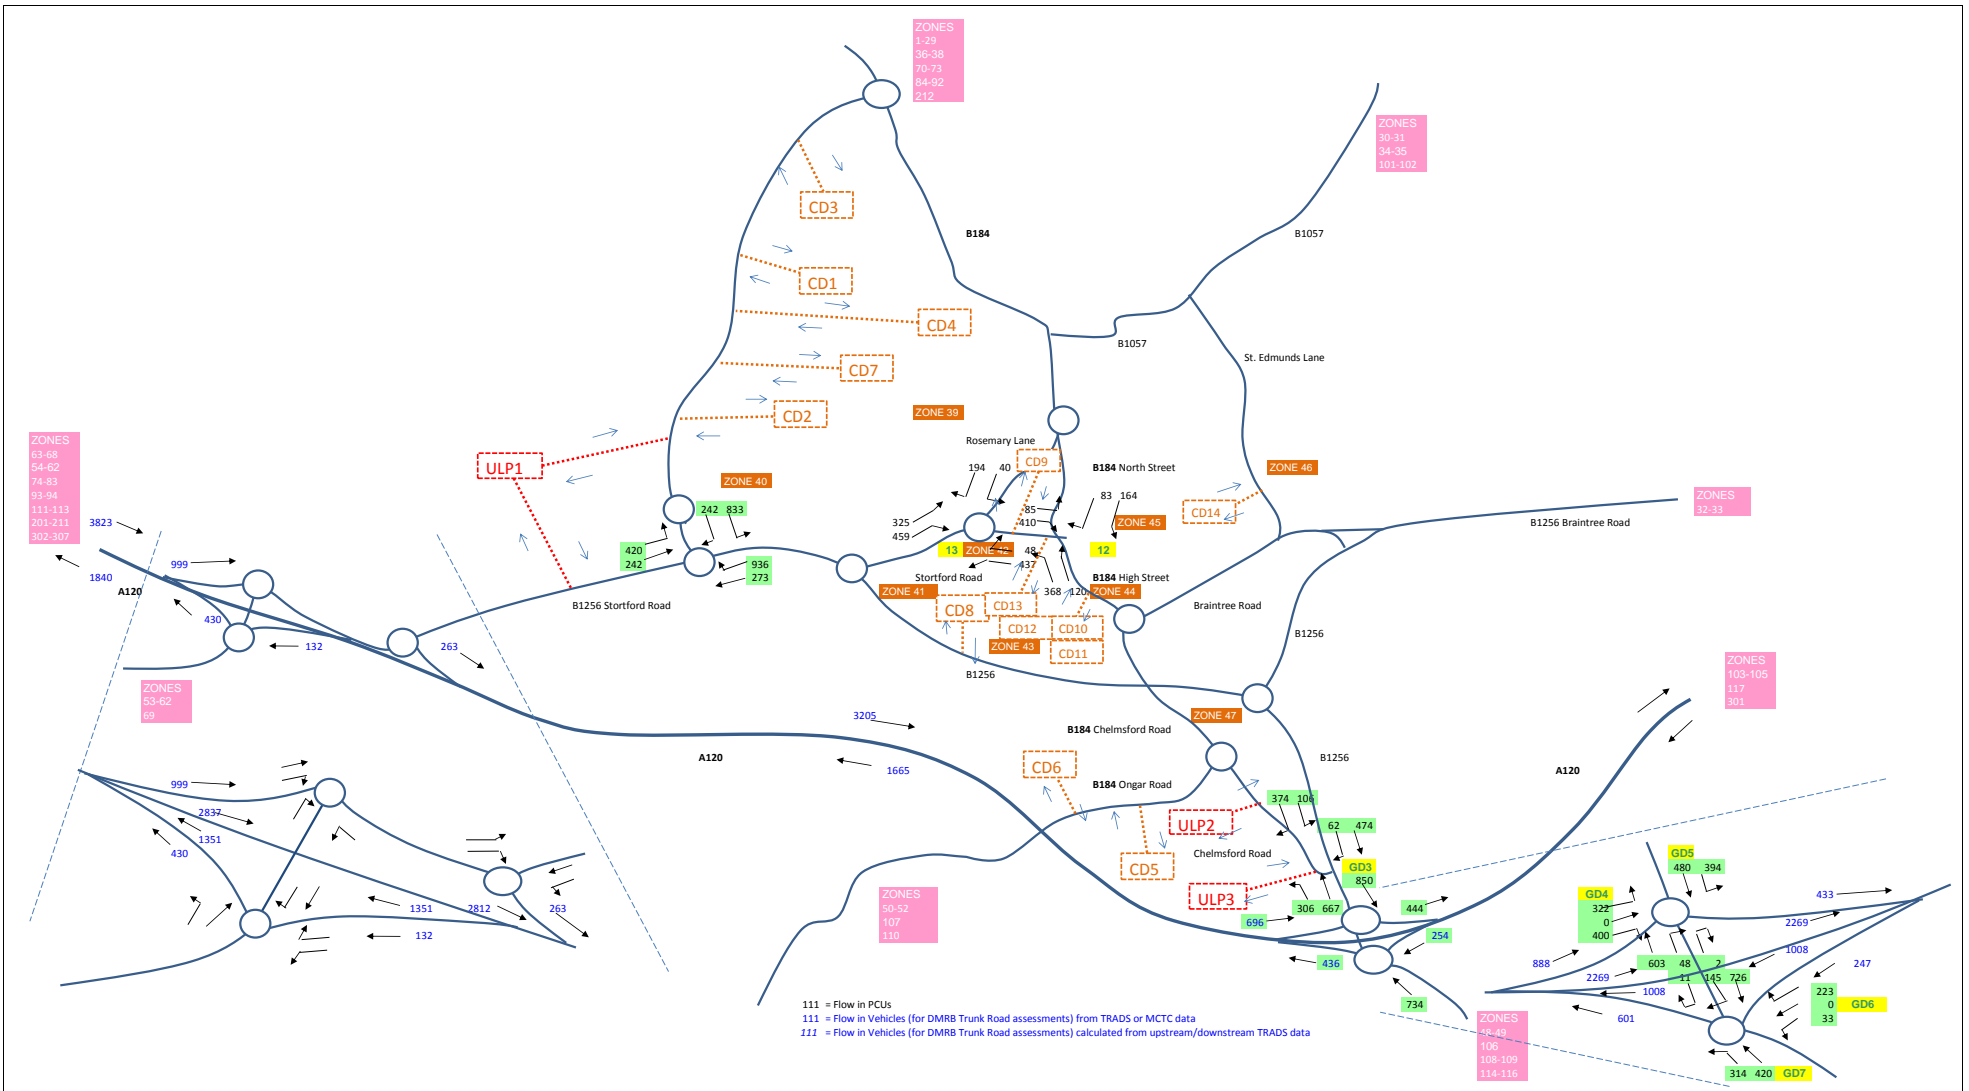 ZONES
1-29
36-38
70-73
84-92
212
ZONES
30-31
34-35
101-102
CD3
B184
B1057
CD1
CD4
B1057
St. Edmunds Lane
CD7
CD2
ZONE 39
ZONES
63-68
54-62
74-83
93-94
111-113
201-211
302-307
Rosemary Lane
CD9
B184 North Street
ZONE 46
ULP1
ZONE 40
194 40
83 164
CD14
ZONES
32-33
B1256 Braintree Road
242 833
325
459
85
410
ZONE 45
3823
1840
A120
999
430
132
263
420
242
936
273
13
ZONE 42
48
437
12
Stortford Road
368 120
B184 High Street
ZONE 41
ZONE 44
B1256 Stortford Road
CD8
CD13
CD12
CD10
CD11
ZONE 43
Braintree Road
B1256
B1256
ZONES
53-62
69
ZONES
103-105
117
301
3205
1665
A120
ZONE 47
B184 Chelmsford Road
B1256
A120
CD6
B184 Ongar Road
999
2837
1351
430
1351
132
2812
263
374 106
ULP2
62 474
Chelmsford Road
CD5
GD3
850
ULP3
306 667
444
696
254
436
734
ZONES
50-52
107
110
GD5
480 394
GD4
322
0
400
433
2269
603 48 2
11 145 726
1008
888
2269
1008
601
247
223
0
33
GD6
314 420
GD7
ZONES
48-49
106
108-109
114-116
111 = Flow in PCUs
111 = Flow in Vehicles (for DMRB Trunk Road assessments) from TRADS or MCTC data
111 = Flow in Vehicles (for DMRB Trunk Road assessments) calculated from upstream/downstream TRADS data